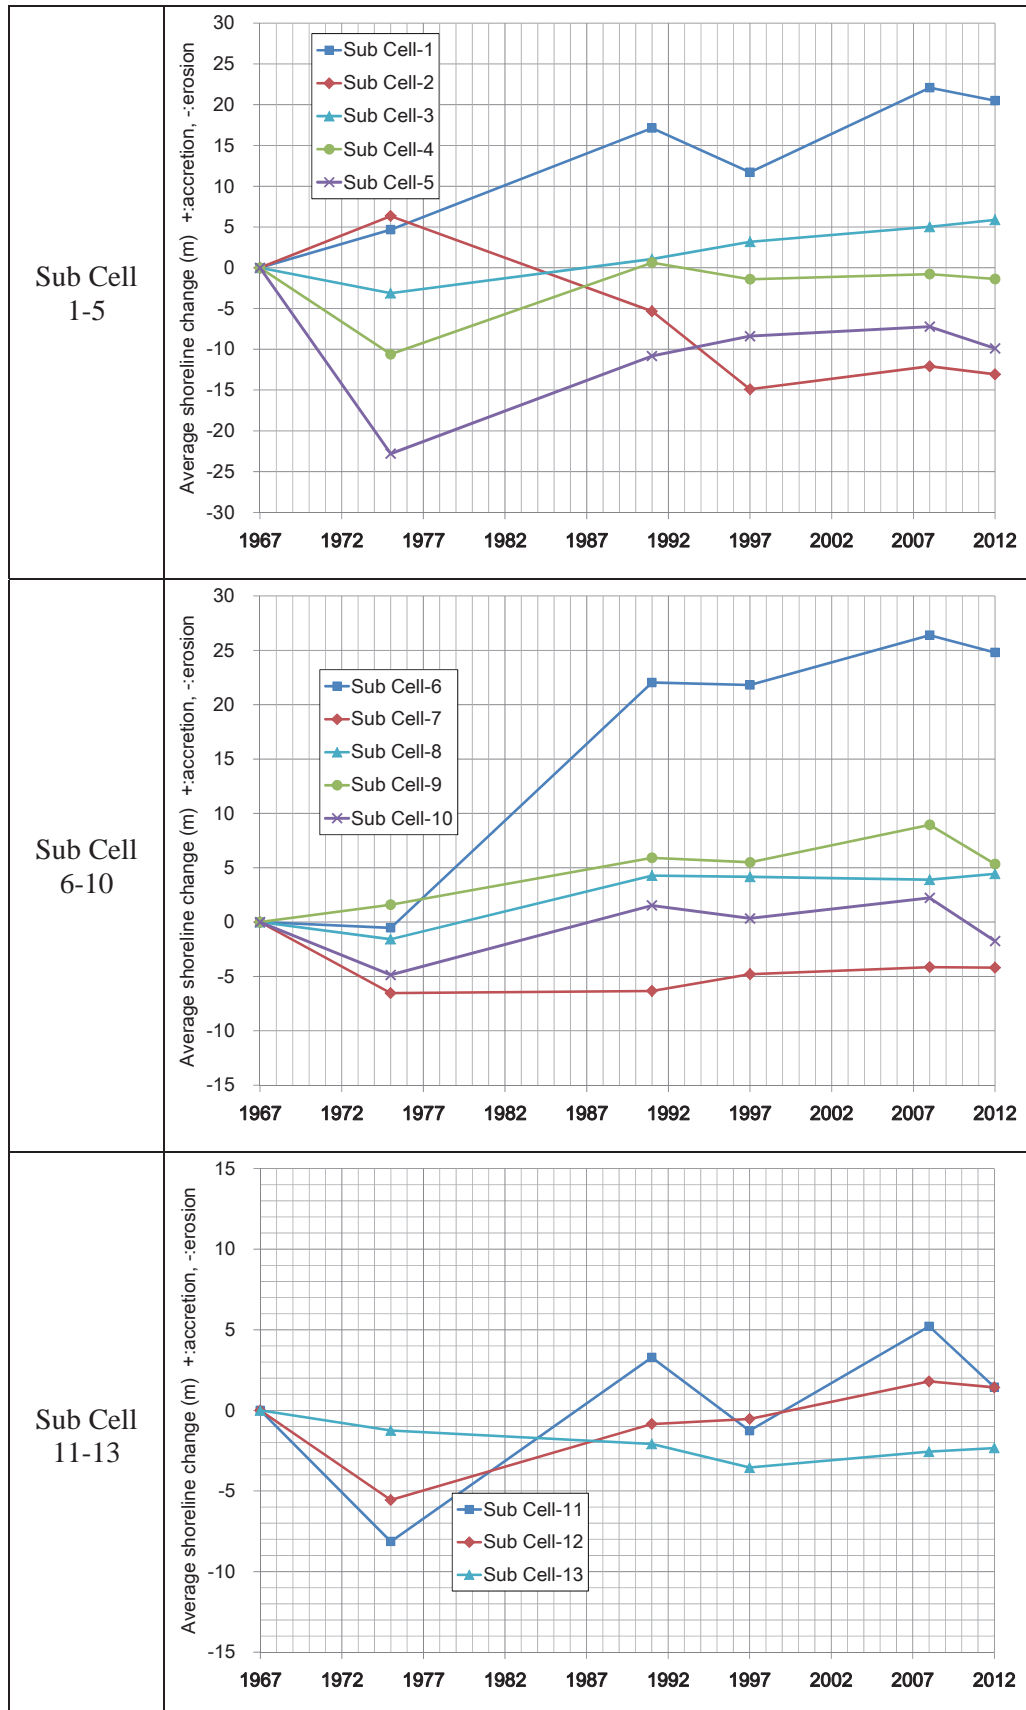 Sub Cell
1-5
Average shoreline change (m) +:accretion, -:erosion
30
25
20
15
10
5
0
-5
-10
-15
-20
-25
-30
Sub Cell-1
Sub Cell-2
Sub Cell-3
Sub Cell-4
Sub Cell-5
1967 1972 1977 1982 1987 1992 1997 2002 2007 2012
Sub Cell
6-10
Average shoreline change (m) +:accretion, -:erosion
30
25
20
15
10
5
0
-5
-10
-15
Sub Cell-6
Sub Cell-7
Sub Cell-8
Sub Cell-9
Sub Cell-10
1967 1972 1977 1982 1987 1992 1997 2002 2007 2012
Sub Cell
11-13
Average shoreline change (m) +:accretion, -:erosion
15
10
5
0
-5
-10
-15
Sub Cell-11
Sub Cell-12
Sub Cell-13
1967 1972 1977 1982 1987 1992 1997 2002 2007 2012